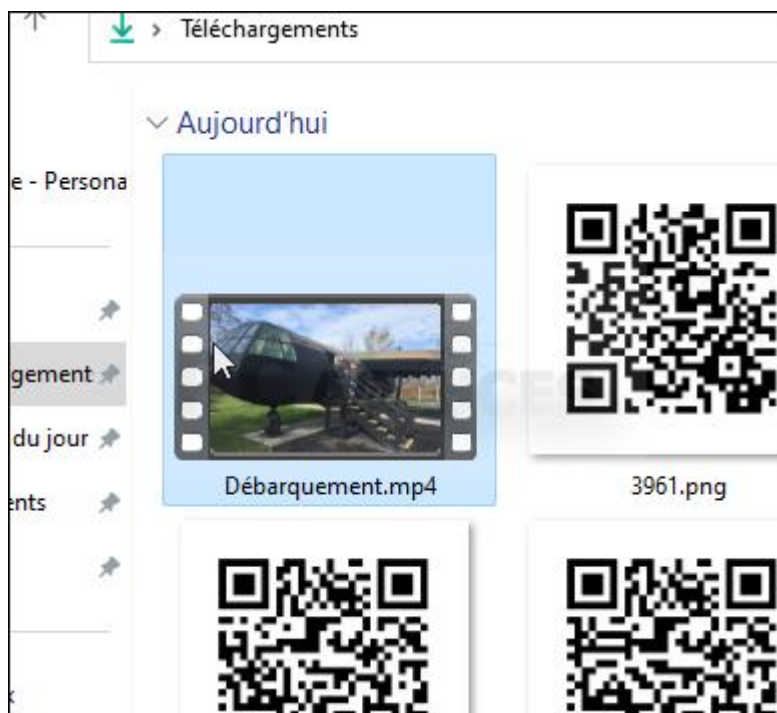 Téléchargements
Aujourd'hui
e - Persona
gement
du jour
ents
Débarquement.mp4
3961.png